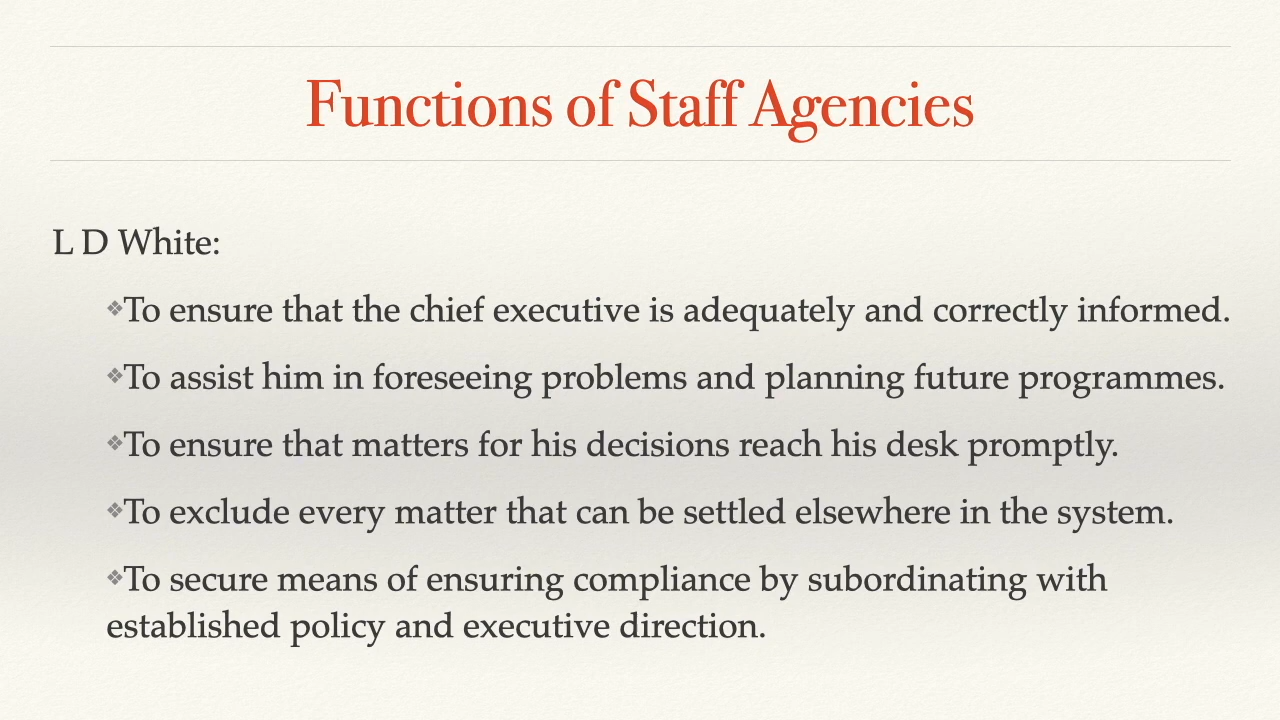 Functions of Staff Agencies
L D White:
❖To ensure that the chief executive is adequately and correctly informed.
❖To assist him in foreseeing problems and planning future programmes.
❖To ensure that matters for his decisions reach his desk promptly.
❖To exclude every matter that can be settled elsewhere in the system.
❖To secure means of ensuring compliance by subordinating with
established policy and executive direction.